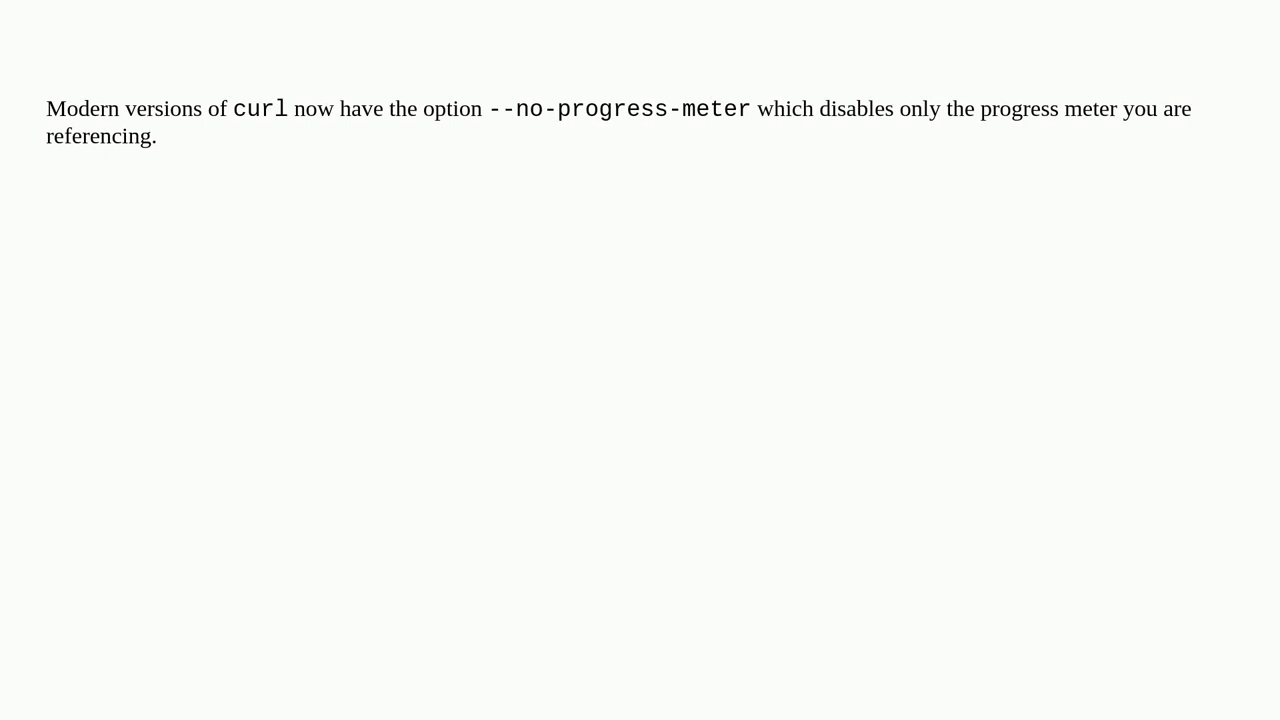 Modern versions of curl now have the option --no-progress-meter which disables only the progress meter you are
referencing.